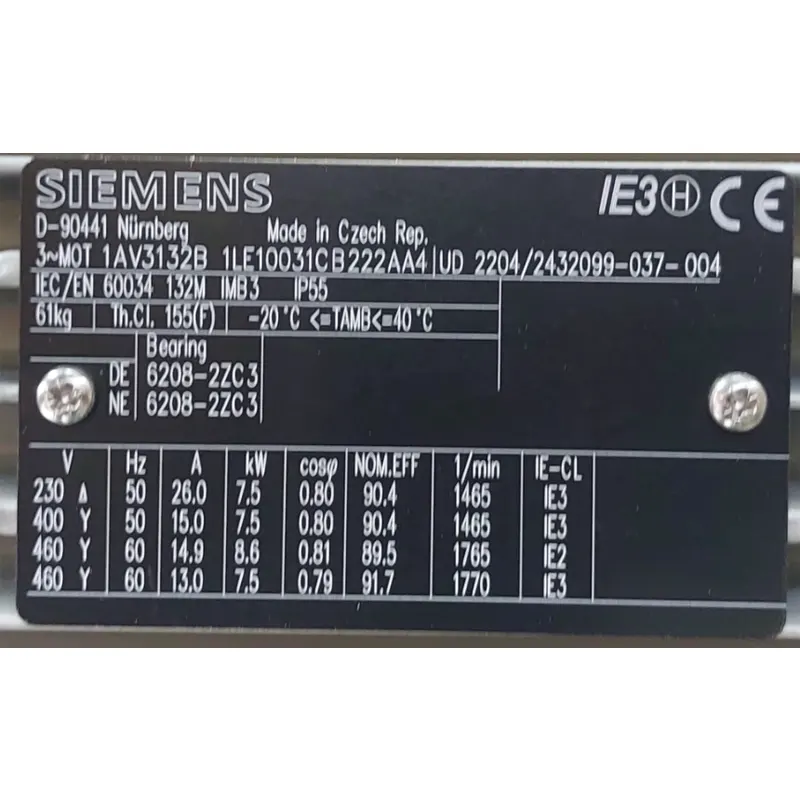 SIEMENS IE3 H CE
D-90441 Nürnberg Made in Czech Rep.
3~MOT 1AV3132B 1LE10031CB222AA4 UD 2204/2432099-037-004
IEC/EN 60034 132M IMB3 IP55
61kg Th.Cl. 155(F) -20°C <=TAMB<=40°C
Bearing
DE 6208-2ZC3
NE 6208-2ZC3
V Hz A kW cosφ NOM.EFF 1/min IE-CL
230 Δ 50 26.0 7.5 0.80 90.4 1465 IE3
400 Y 50 15.0 7.5 0.80 90.4 1465 IE3
460 Y 60 14.9 8.6 0.81 89.5 1765 IE2
460 Y 60 13.0 7.5 0.79 91.7 1770 IE3